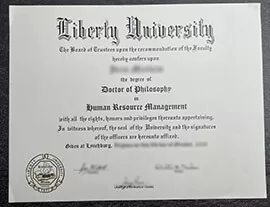 Liberty University
The Board of Trustees upon the recommendation of the Faculty
hereby confers upon
the degree of
Doctor of Philosophy
in
Human Resource Management
with all the rights, honors and privileges thereunto appertaining.
In witness whereof, the seal of the University and the signatures
of the officers are hereunto affixed.
Given at Lynchburg,